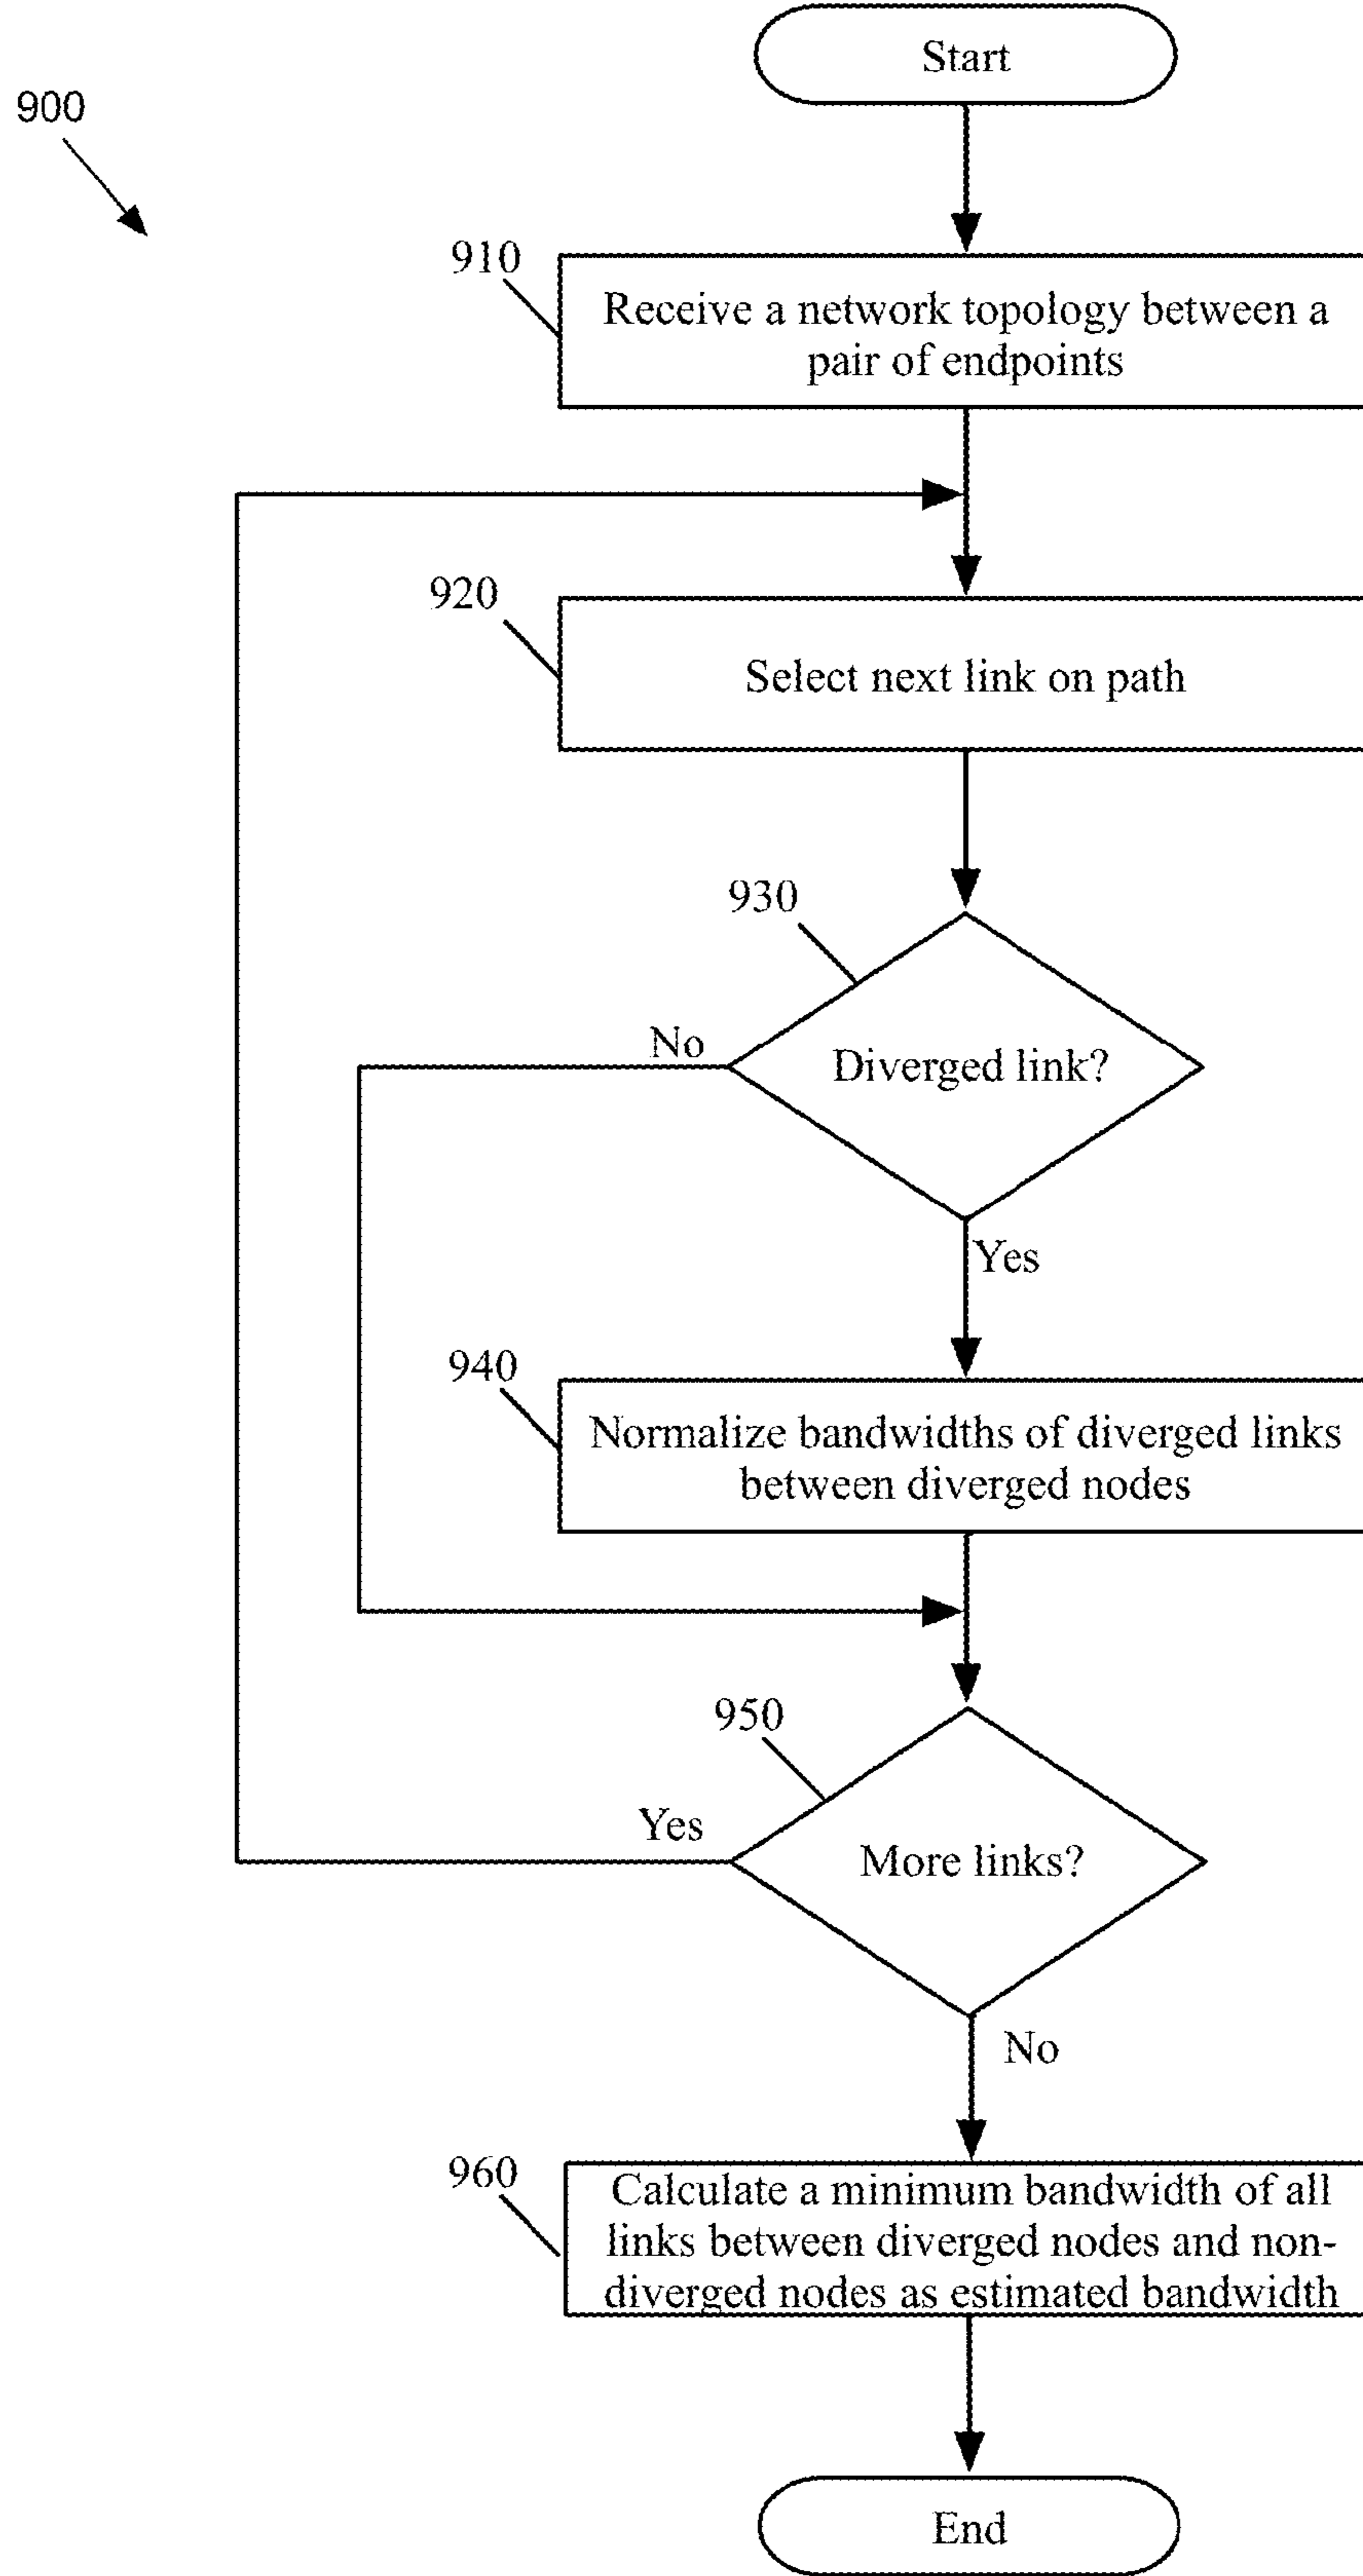 Start
900
910
Receive a network topology between a
pair of endpoints
920
Select next link on path
930
No
Diverged link?
Yes
940
Normalize bandwidths of diverged links
between diverged nodes
950
Yes
More links?
No
960
Calculate a minimum bandwidth of all
links between diverged nodes and non-
diverged nodes as estimated bandwidth
End